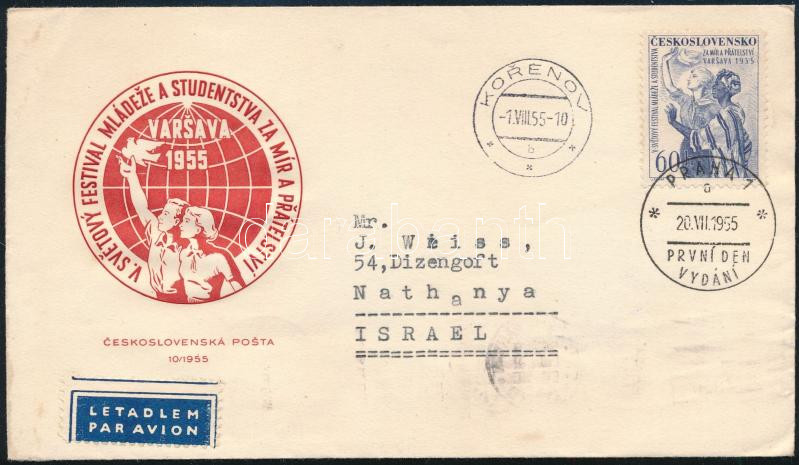 V. SVĚTOVÝ FESTIVAL MLÁDEŽE A STUDENTSTVA ZA MÍR A PŘÁTELSTVÍ
VARŠAVA
1955
ČESKOSLOVENSKÁ POŠTA
10/1955
LETADLEM
PAR AVION
KOŘENOV
-1.VIII.55-10
b
* * *
ČESKOSLOVENSKO
ZA MÍR A PŘÁTELSTVÍ
VARŠAVA 1955
V. SVĚTOVÝ FESTIVAL MLÁDEŽE A STUDENTSTVA
60
PRAHA 1
a
* 20.VII.1955 *
PRVNÍ DEN
VYDÁNÍ
Mr.
J. Weiss,
54,Dizengoft
Nathanya
ISRAEL
darabanth